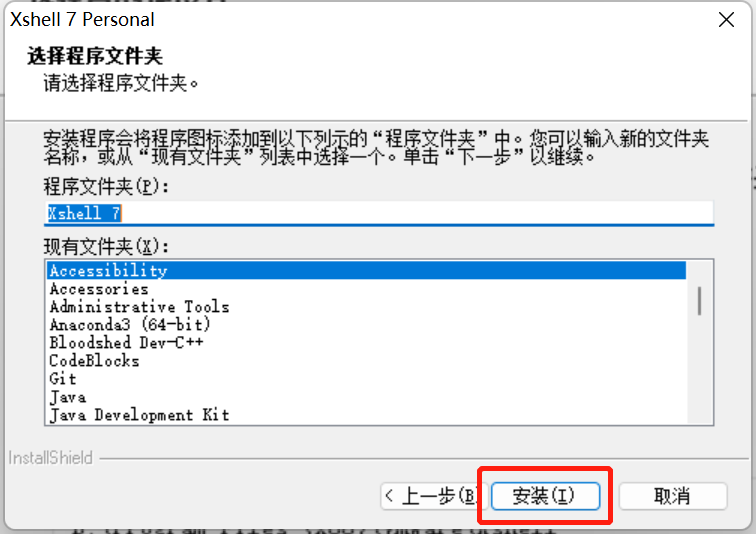 Xshell 7 Personal
选择程序文件夹
请选择程序文件夹。
安装程序会将程序图标添加到以下列示的“程序文件夹”中。您可以输入新的文件夹
名称，或从“现有文件夹”列表中选择一个。单击“下一步”以继续。
程序文件夹(P)：
Xshell 7
现有文件夹(X)：
Accessibility
Accessories
Administrative Tools
Anaconda3 (64-bit)
Bloodshed Dev-C++
CodeBlocks
Git
Java
Java Development Kit
InstallShield
< 上一步(B) 安装(I) 取消